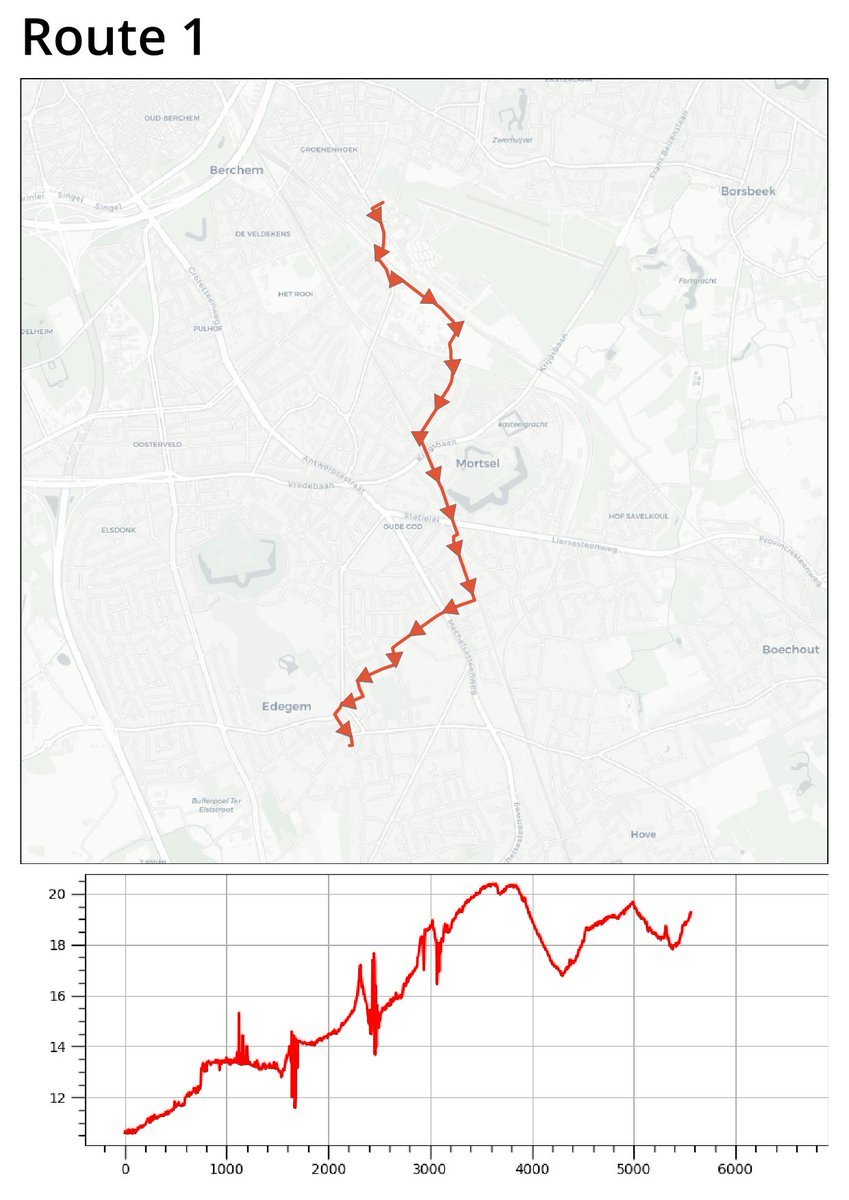 Route 1
OUD-BERCHEM
GROENENHOEK
Zwemvijver
Frans Beirenslaan
Berchem
Borsbeek
Singel
Singel
DE VELDEKENS
Fortgracht
Grotesteenweg
HET ROOI
PULHOF
DELHEIM
Krijgsbaan
kasteelgracht
OOSTERVELD
Krijgsbaan
Mortsel
Antwerpsestraat
Vredebaan
Statielei
HOF SAVELKOUL
OUDE GOD
ELSDONK
Liersesteenweg
Provinciesteenweg
Mechelsesteenweg
Boechout
Edegem
Bufferpoel Ter
Elststraat
Hove
20
18
16
14
12
0 1000 2000 3000 4000 5000 6000